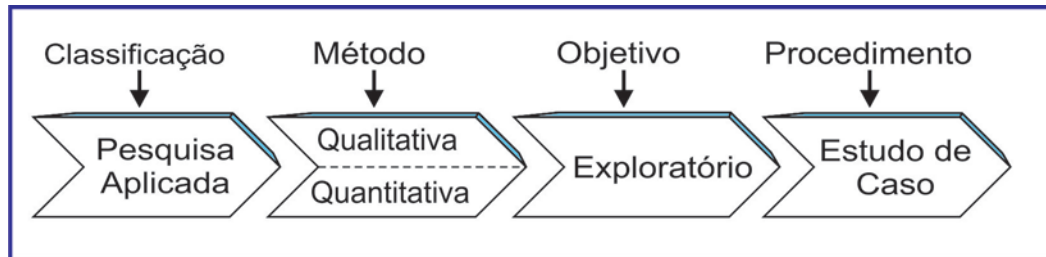 Classificação
Método
Objetivo
Procedimento
Pesquisa
Aplicada
Qualitativa
Quantitativa
Exploratório
Estudo de
Caso